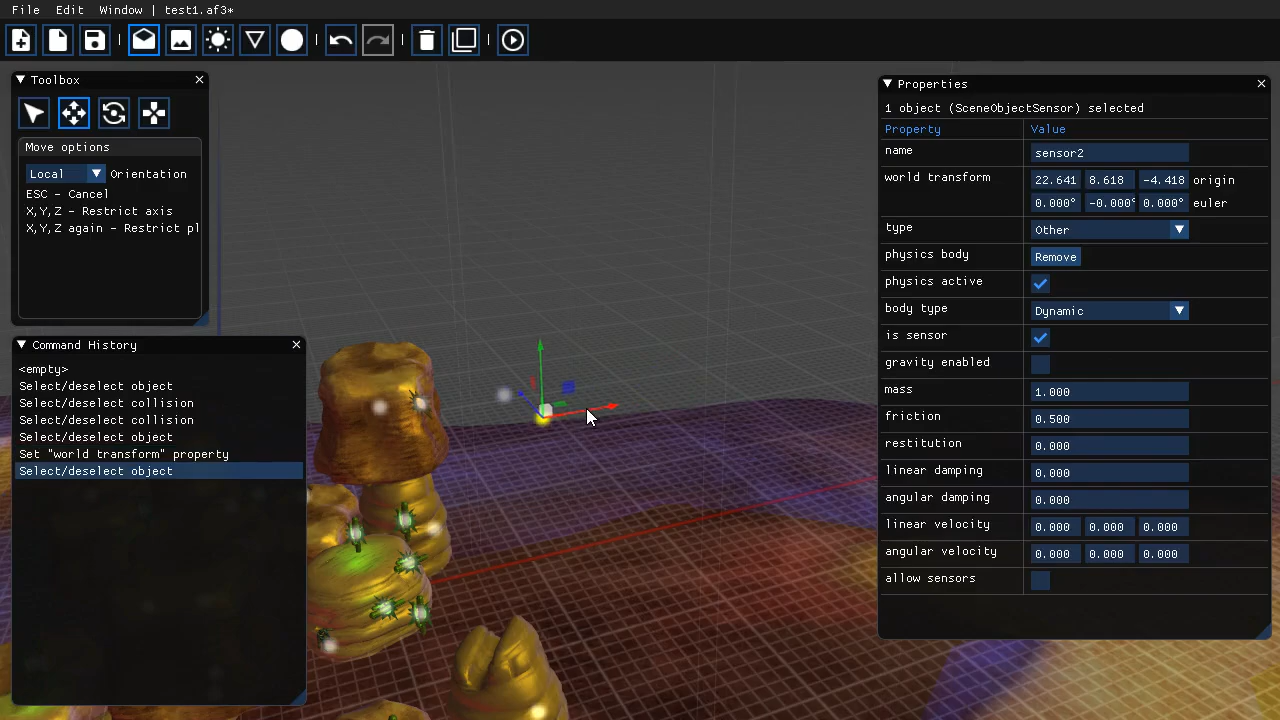 File Edit Window | test1.af3*
Toolbox
Move options
Local Orientation
ESC - Cancel
X,Y,Z - Restrict axis
X,Y,Z again - Restrict pl
Command History
<empty>
Select/deselect object
Select/deselect collision
Select/deselect collision
Select/deselect object
Set "world transform" property
Select/deselect object
Properties
1 object (SceneObjectSensor) selected
Property Value
name sensor2
world transform 22.641 8.618 -4.418 origin
0.000° -0.000° 0.000° euler
type Other
physics body Remove
physics active
body type Dynamic
is sensor
gravity enabled
mass 1.000
friction 0.500
restitution 0.000
linear damping 0.000
angular damping 0.000
linear velocity 0.000 0.000 0.000
angular velocity 0.000 0.000 0.000
allow sensors